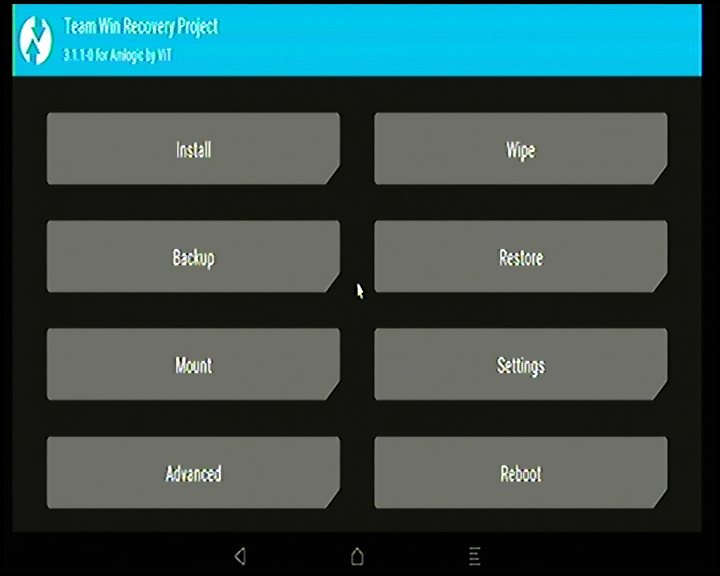 Team Win Recovery Project
3.1.1-0 for Amlogic by ViT
Install
Wipe
Backup
Restore
Mount
Settings
Advanced
Reboot